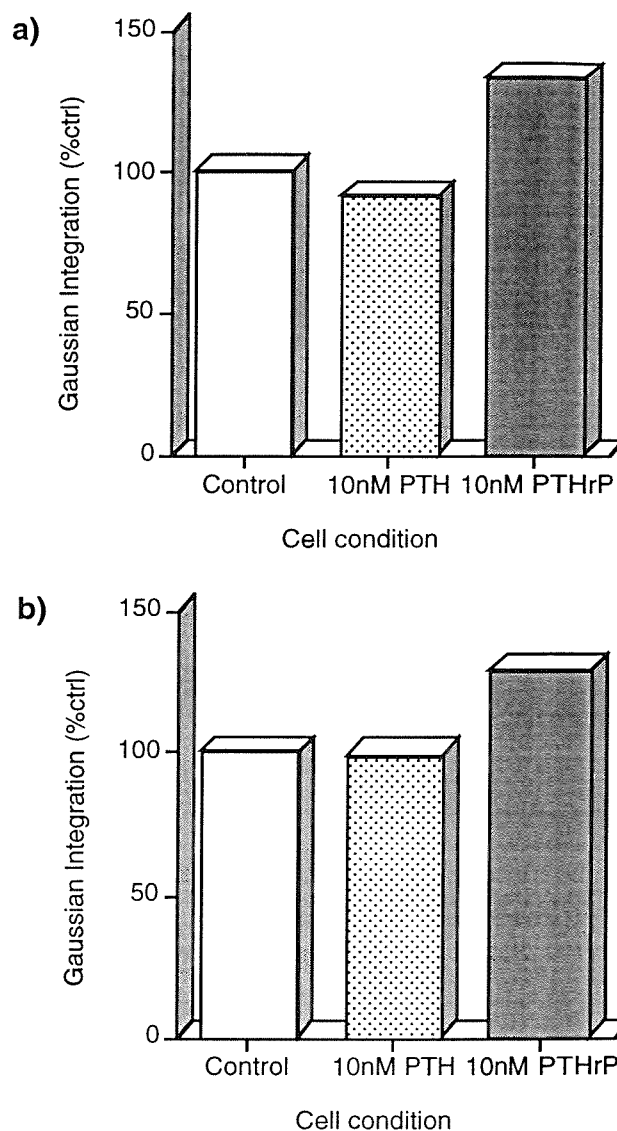 a)
150
100
50
0
Gaussian Integration (%ctrl)
Control 10nM PTH 10nM PTHrP
Cell condition
b)
150
100
50
0
Gaussian Integration (%ctrl)
Control 10nM PTH 10nM PTHrP
Cell condition